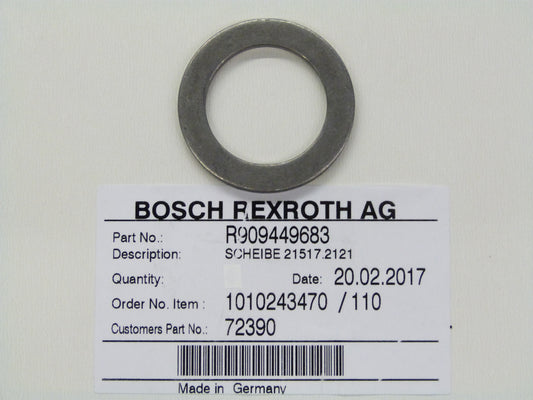 BOSCH REXROTH AG
Part No.: R909449683
Description: SCHEIBE 21517.2121
Quantity: Date: 20.02.2017
Order No. Item : 1010243470 / 110
Customers Part No.: 72390
Made in Germany